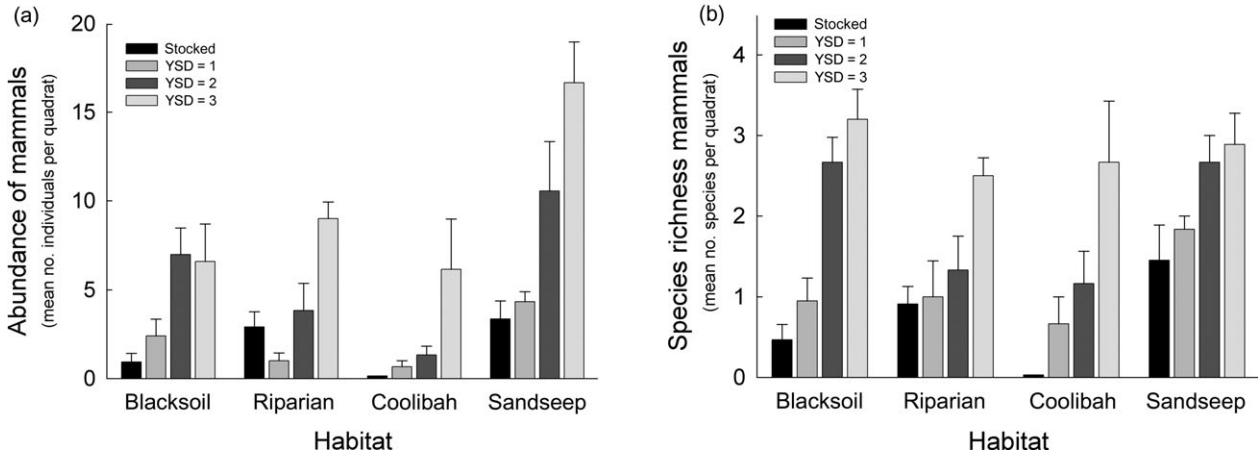 (a)
Abundance of mammals
(mean no. individuals per quadrat)
20
15
10
5
0
Stocked
YSD = 1
YSD = 2
YSD = 3
Blacksoil Riparian Coolibah Sandseep
Habitat
(b)
Species richness mammals
(mean no. species per quadrat)
4
3
2
1
0
Stocked
YSD = 1
YSD = 2
YSD = 3
Blacksoil Riparian Coolibah Sandseep
Habitat